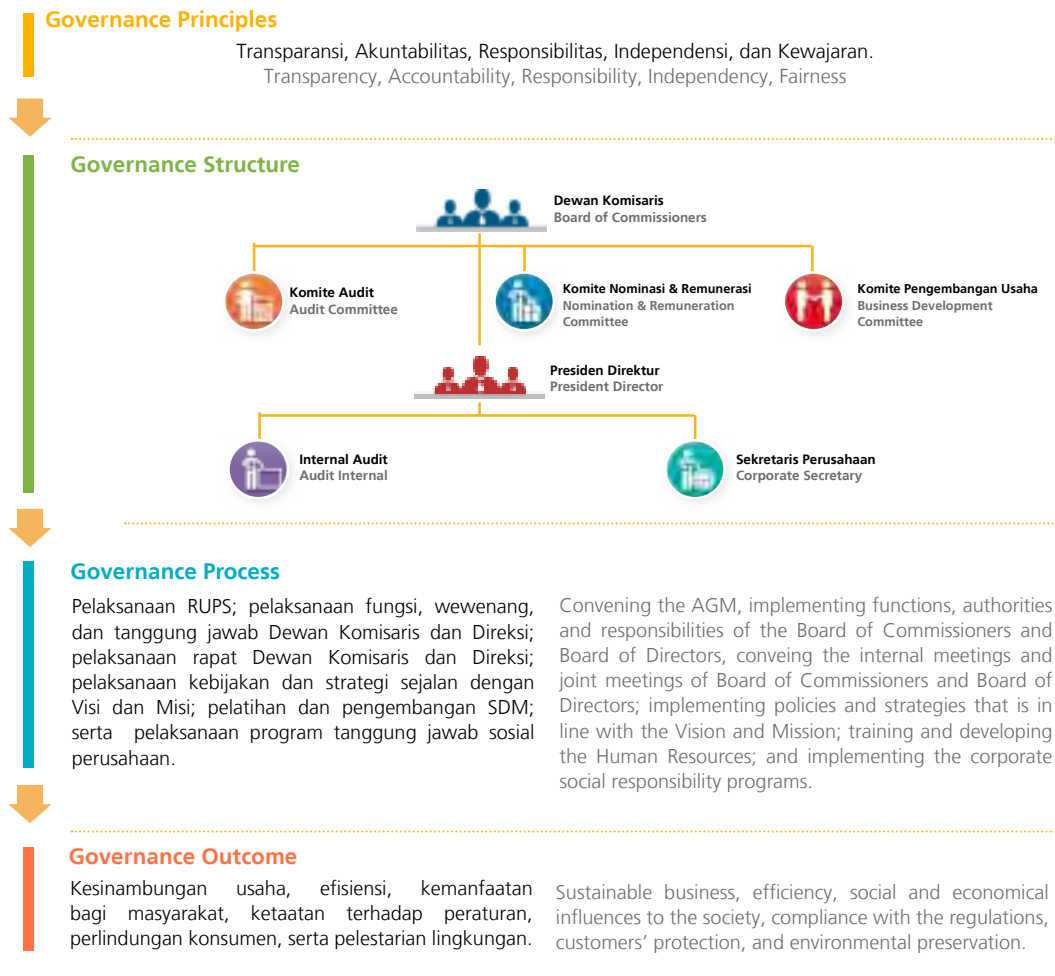 Governance Principles
Transparansi, Akuntabilitas, Responsibilitas, Independensi, dan Kewajaran.
Transparency, Accountability, Responsibility, Independency, Fairness
Governance Structure
Dewan Komisaris
Board of Commissioners
Komite Audit
Audit Committee
Komite Nominasi & Remunerasi
Nomination & Remuneration
Committee
Komite Pengembangan Usaha
Business Development
Committee
Presiden Direktur
President Director
Internal Audit
Audit Internal
Sekretaris Perusahaan
Corporate Secretary
Governance Process
Pelaksanaan RUPS; pelaksanaan fungsi, wewenang,
dan tanggung jawab Dewan Komisaris dan Direksi;
pelaksanaan rapat Dewan Komisaris dan Direksi;
pelaksanaan kebijakan dan strategi sejalan dengan
Visi dan Misi; pelatihan dan pengembangan SDM;
serta pelaksanaan program tanggung jawab sosial
perusahaan.
Convening the AGM, implementing functions, authorities
and responsibilities of the Board of Commissioners and
Board of Directors, conveing the internal meetings and
joint meetings of Board of Commissioners and Board of
Directors; implementing policies and strategies that is in
line with the Vision and Mission; training and developing
the Human Resources; and implementing the corporate
social responsibility programs.
Governance Outcome
Kesinambungan usaha, efisiensi, kemanfaatan
bagi masyarakat, ketaatan terhadap peraturan,
perlindungan konsumen, serta pelestarian lingkungan.
Sustainable business, efficiency, social and economical
influences to the society, compliance with the regulations,
customers' protection, and environmental preservation.